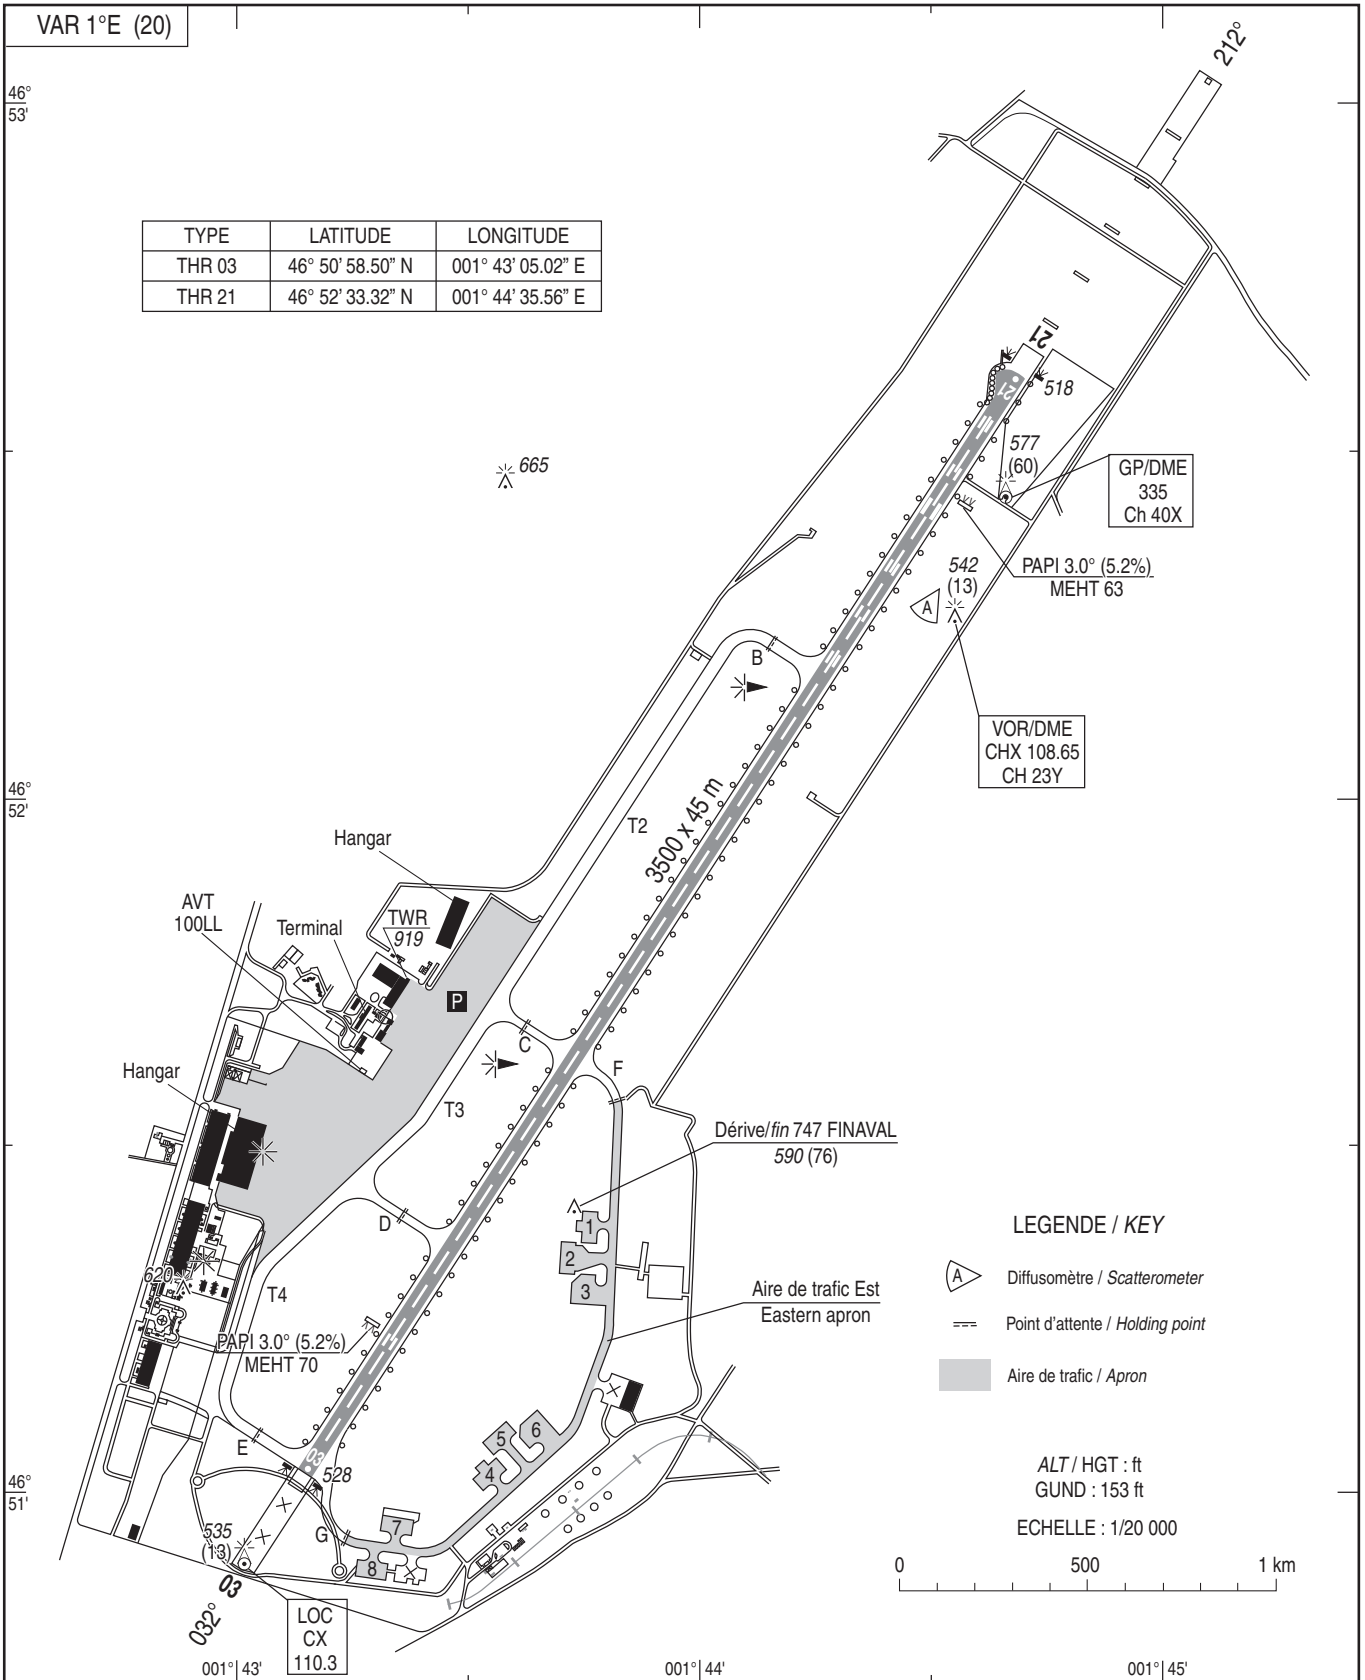 VAR 1°E (20)
212°
46°
53'
TYPE LATITUDE LONGITUDE
THR 03 46° 50' 58.50" N 001° 43' 05.02" E
THR 21 46° 52' 33.32" N 001° 44' 35.56" E
21
21
518
577
(60)
665
GP/DME
335
Ch 40X
PAPI 3.0° (5.2%)
MEHT 63
542
(13)
A
B
VOR/DME
CHX 108.65
CH 23Y
46°
52'
3500 x 45 m
T2
Hangar
AVT
100LL
Terminal
TWR
919
P
C
F
Hangar
T3
Dérive/fin 747 FINAVAL
590 (76)
D
1
2
3
620
T4
Aire de trafic Est
Eastern apron
PAPI 3.0° (5.2%)
MEHT 70
LEGENDE / KEY
A Diffusomètre / Scatterometer
Point d'attente / Holding point
Aire de trafic / Apron
E
5
6
4
03
528
46°
51'
535
(13)
G
7
8
03
032°
LOC
CX
110.3
ALT / HGT : ft
GUND : 153 ft
ECHELLE : 1/20 000
0 500 1 km
001° 43' 001° 44' 001° 45'